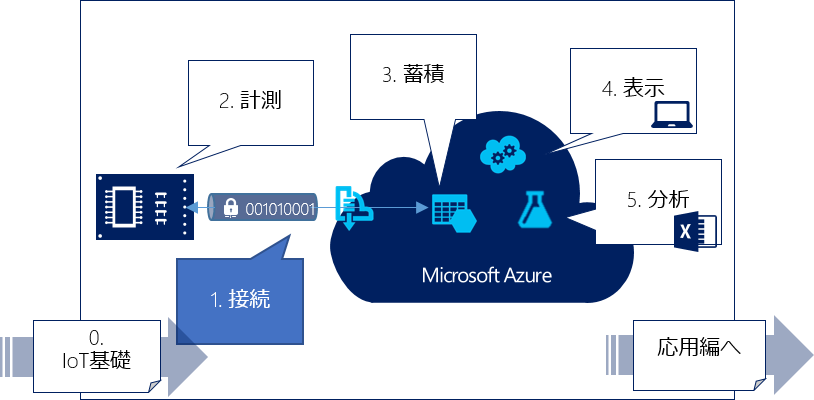 3. 蓄積
2. 計測
4. 表示
001010001
5. 分析
X
Microsoft Azure
1. 接続
0.
IoT基礎
応用編へ